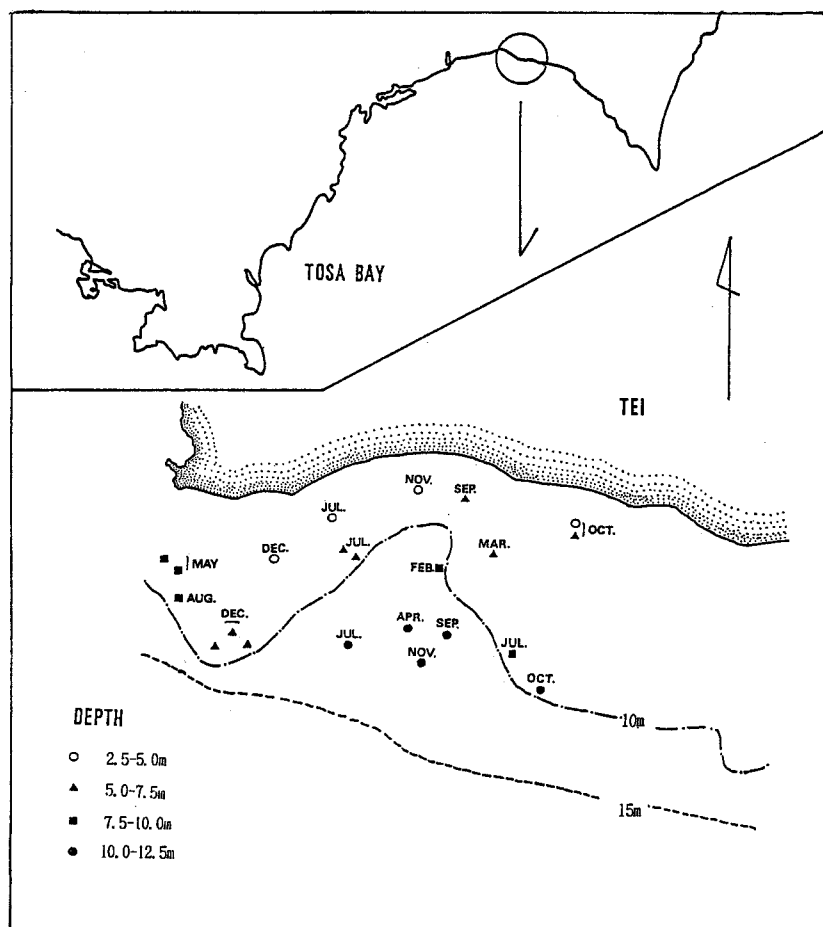 TOSA BAY
TEI
NOV.
SEP.
JUL.
OCT.
DEC.
JUL.
MAR.
MAY
FEB.
AUG.
DEC.
APR.
SEP.
JUL.
NOV.
JUL.
OCT.
10m
15m
DEPTH
2.5-5.0m
5.0-7.5m
7.5-10.0m
10.0-12.5m